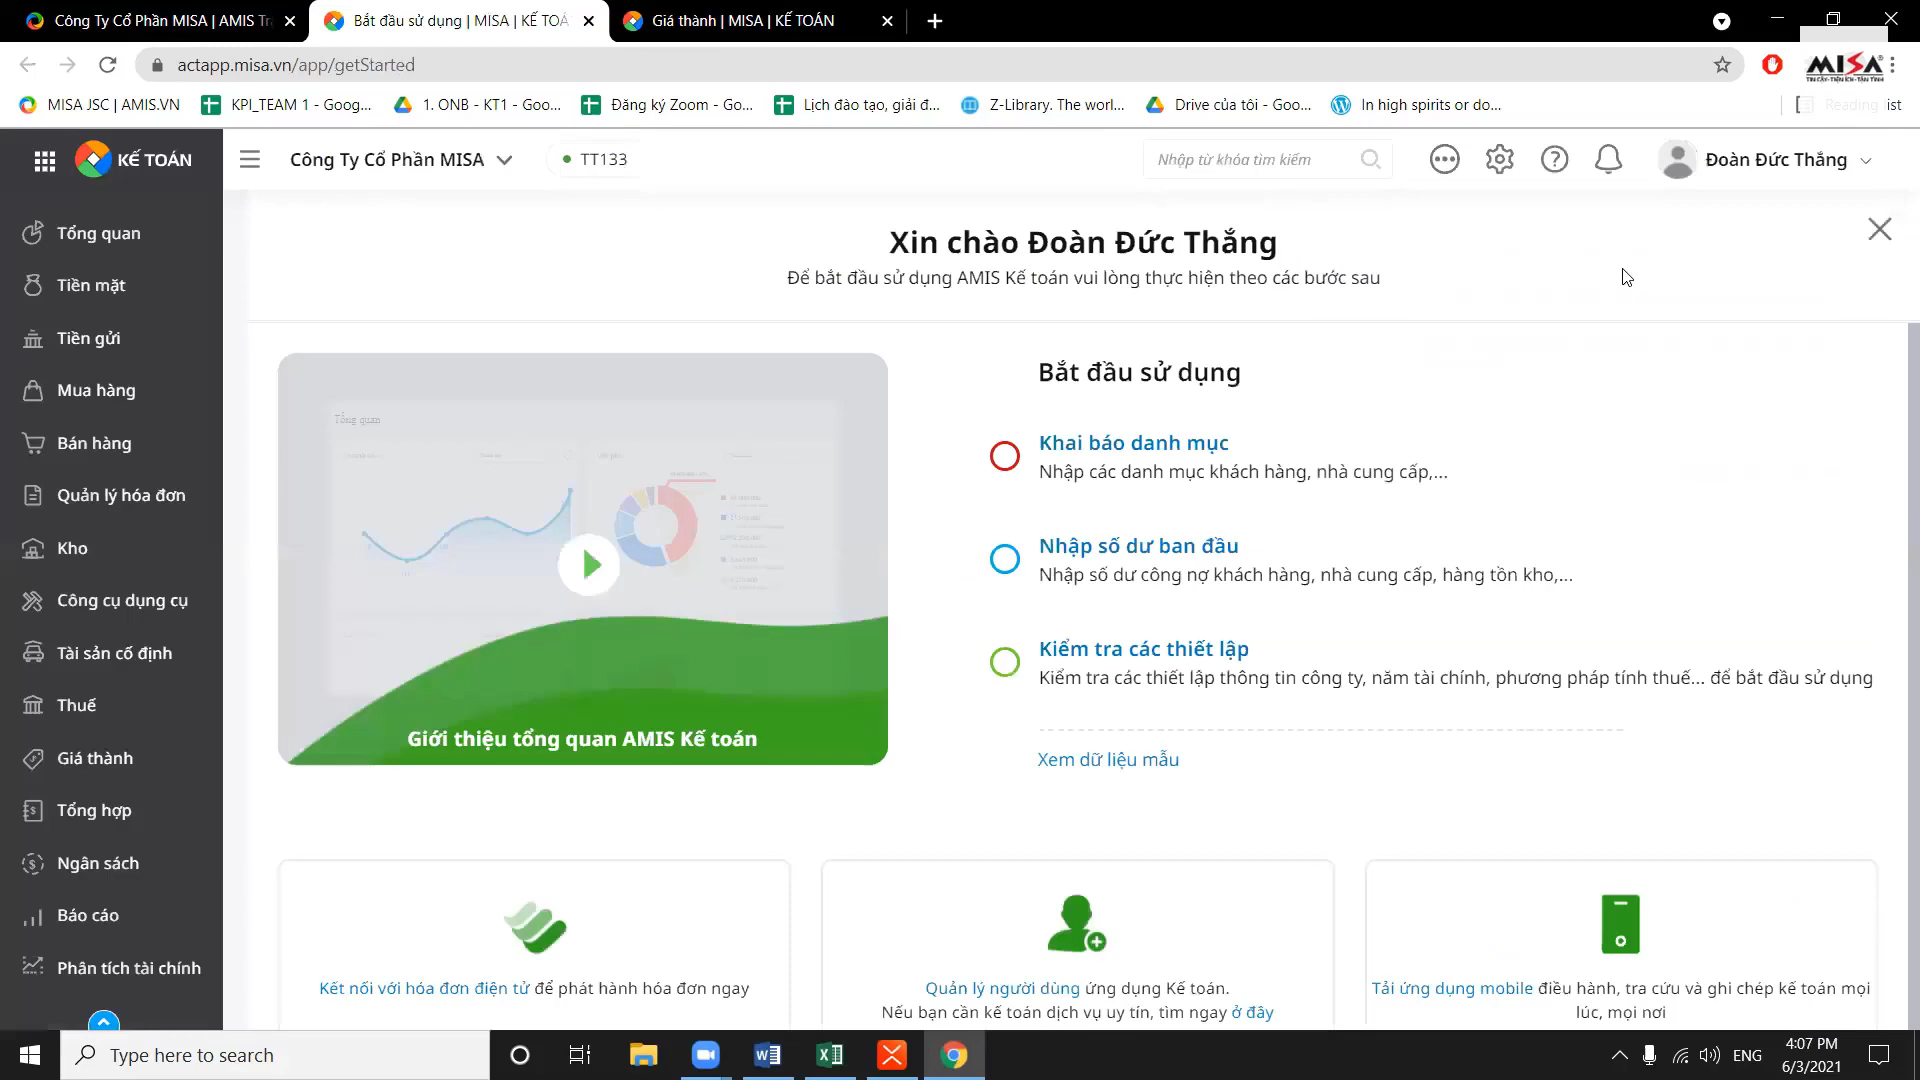 Công Ty Cổ Phần MISA | AMIS Tr
Bắt đầu sử dụng | MISA | KẾ TOÁ
Giá thành | MISA | KẾ TOÁN
actapp.misa.vn/app/getStarted
MISA
TIN CẬY-TIỆN ÍCH-TẬN TÌNH
MISA JSC | AMIS.VN
KPI_TEAM 1 - Goog...
1. ONB - KT1 - Goo...
Đăng ký Zoom - Go...
Lịch đào tạo, giải đ...
Z-Library. The worl...
Drive của tôi - Goo...
In high spirits or do...
Reading list
KẾ TOÁN
Công Ty Cổ Phần MISA
TT133
Nhập từ khóa tìm kiếm
Đoàn Đức Thắng
Tổng quan
Tiền mặt
Tiền gửi
Mua hàng
Bán hàng
Quản lý hóa đơn
Kho
Công cụ dụng cụ
Tài sản cố định
Thuế
Giá thành
Tổng hợp
Ngân sách
Báo cáo
Phân tích tài chính
Xin chào Đoàn Đức Thắng
Để bắt đầu sử dụng AMIS Kế toán vui lòng thực hiện theo các bước sau
Tổng quan
Giới thiệu tổng quan AMIS Kế toán
Bắt đầu sử dụng
Khai báo danh mục
Nhập các danh mục khách hàng, nhà cung cấp,...
Nhập số dư ban đầu
Nhập số dư công nợ khách hàng, nhà cung cấp, hàng tồn kho,...
Kiểm tra các thiết lập
Kiểm tra các thiết lập thông tin công ty, năm tài chính, phương pháp tính thuế... để bắt đầu sử dụng
Xem dữ liệu mẫu
Kết nối với hóa đơn điện tử để phát hành hóa đơn ngay
Quản lý người dùng ứng dụng Kế toán.
Nếu bạn cần kế toán dịch vụ uy tín, tìm ngay ở đây
Tải ứng dụng mobile điều hành, tra cứu và ghi chép kế toán mọi
lúc, mọi nơi
Type here to search
ENG
4:07 PM
6/3/2021